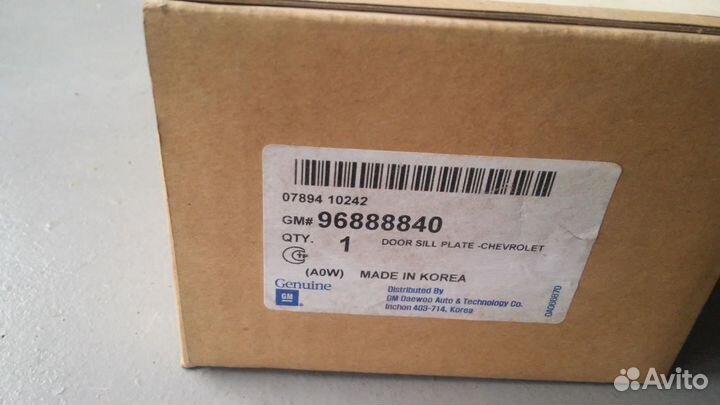 07894 10242
GM# 96888840
QTY. 1 DOOR SILL PLATE -CHEVROLET
(A0W) MADE IN KOREA
Genuine
GM
Distributed By
GM Daewoo Auto & Technology Co.
Inchon 403-714, Korea
Avito